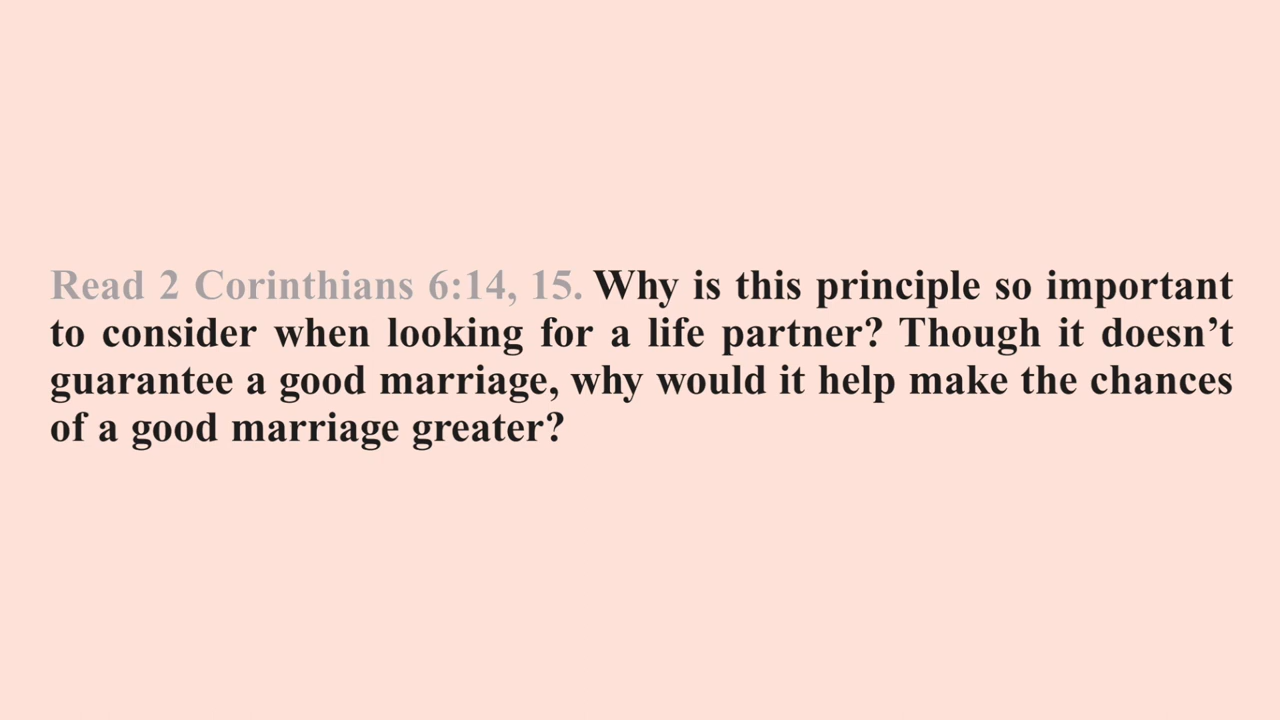 Read 2 Corinthians 6:14, 15. Why is this principle so important
to consider when looking for a life partner? Though it doesn’t
guarantee a good marriage, why would it help make the chances
of a good marriage greater?